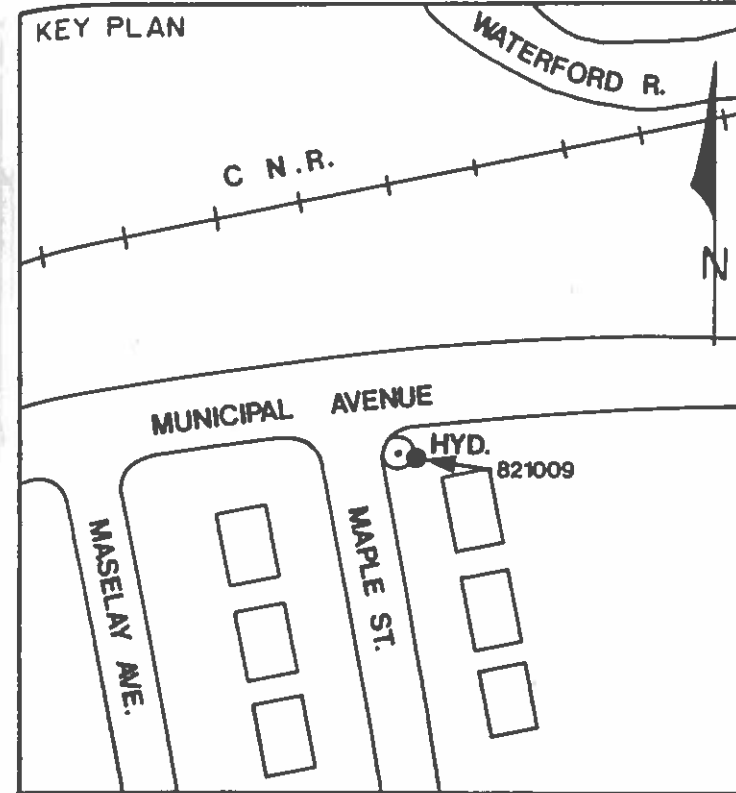 KEY PLAN
WATERFORD R.
C N.R.
N
MUNICIPAL AVENUE
HYD.
821009
MASELAY AVE.
MAPLE ST.